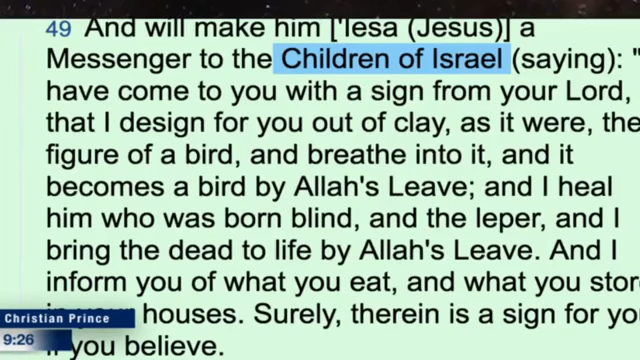 49 And will make him ['Iesa (Jesus)] a
Messenger to the Children of Israel (saying): "
have come to you with a sign from your Lord,
that I design for you out of clay, as it were, the
figure of a bird, and breathe into it, and it
becomes a bird by Allah's Leave; and I heal
him who was born blind, and the leper, and I
bring the dead to life by Allah's Leave. And I
inform you of what you eat, and what you store
houses. Surely, therein is a sign for you
Christian Prince
9:26
you believe.